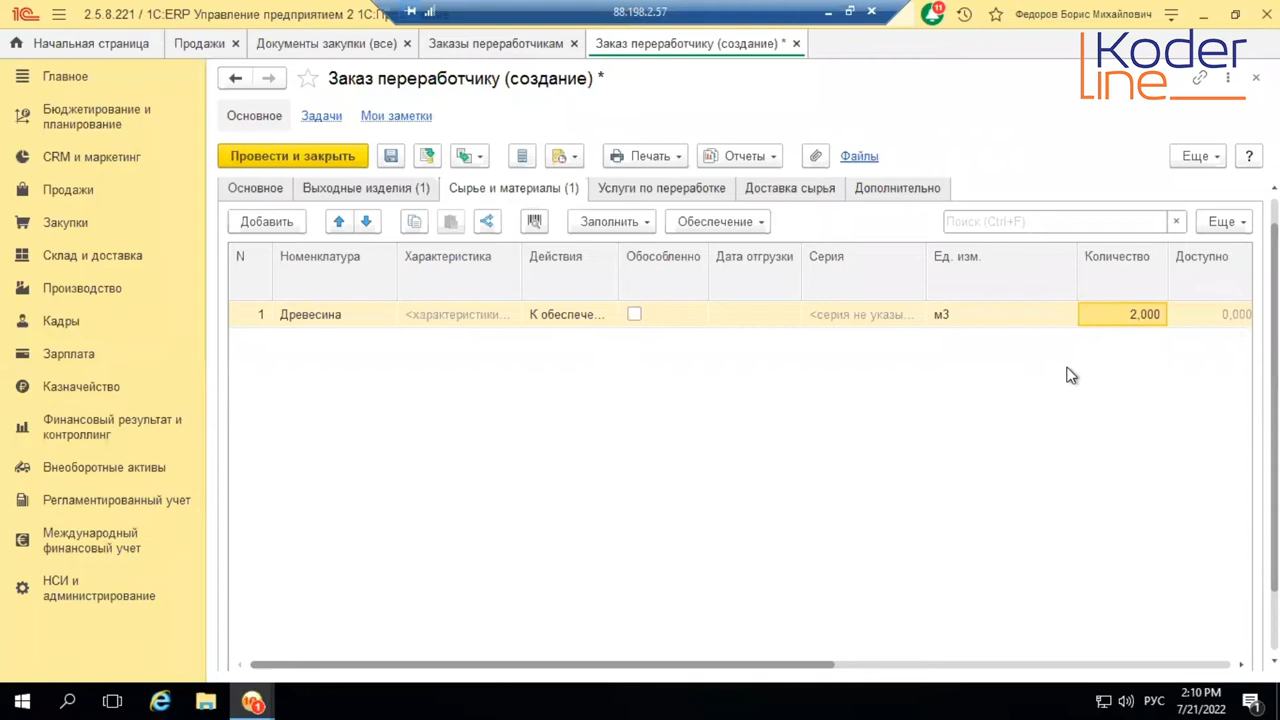 2.5.8.221 / 1С:ERP Управление предприятием 2 1С:Пр
88.198.2.57
11
Федоров Борис Михайлович
Начальная страница
Продажи
Документы закупки (все)
Заказы переработчикам
Заказ переработчику (создание) *
Koder
Line
Главное
Бюджетирование и
планирование
CRM и маркетинг
Продажи
Закупки
Склад и доставка
Производство
Кадры
Зарплата
Казначейство
Финансовый результат и
контроллинг
Внеоборотные активы
Регламентированный учет
Международный
финансовый учет
НСИ и
администрирование
Заказ переработчику (создание) *
Основное Задачи Мои заметки
Провести и закрыть Печать Отчеты Файлы Еще ?
Основное Выходные изделия (1) Сырье и материалы (1) Услуги по переработке Доставка сырья Дополнительно
Добавить Заполнить Обеспечение Поиск (Ctrl+F) Еще
N Номенклатура Характеристика Действия Обособленно Дата отгрузки Серия Ед. изм. Количество Доступно
1 Древесина <характеристики... К обеспече... <серия не указы... м3 2,000 0,000
РУС
2:10 PM
7/21/2022
1